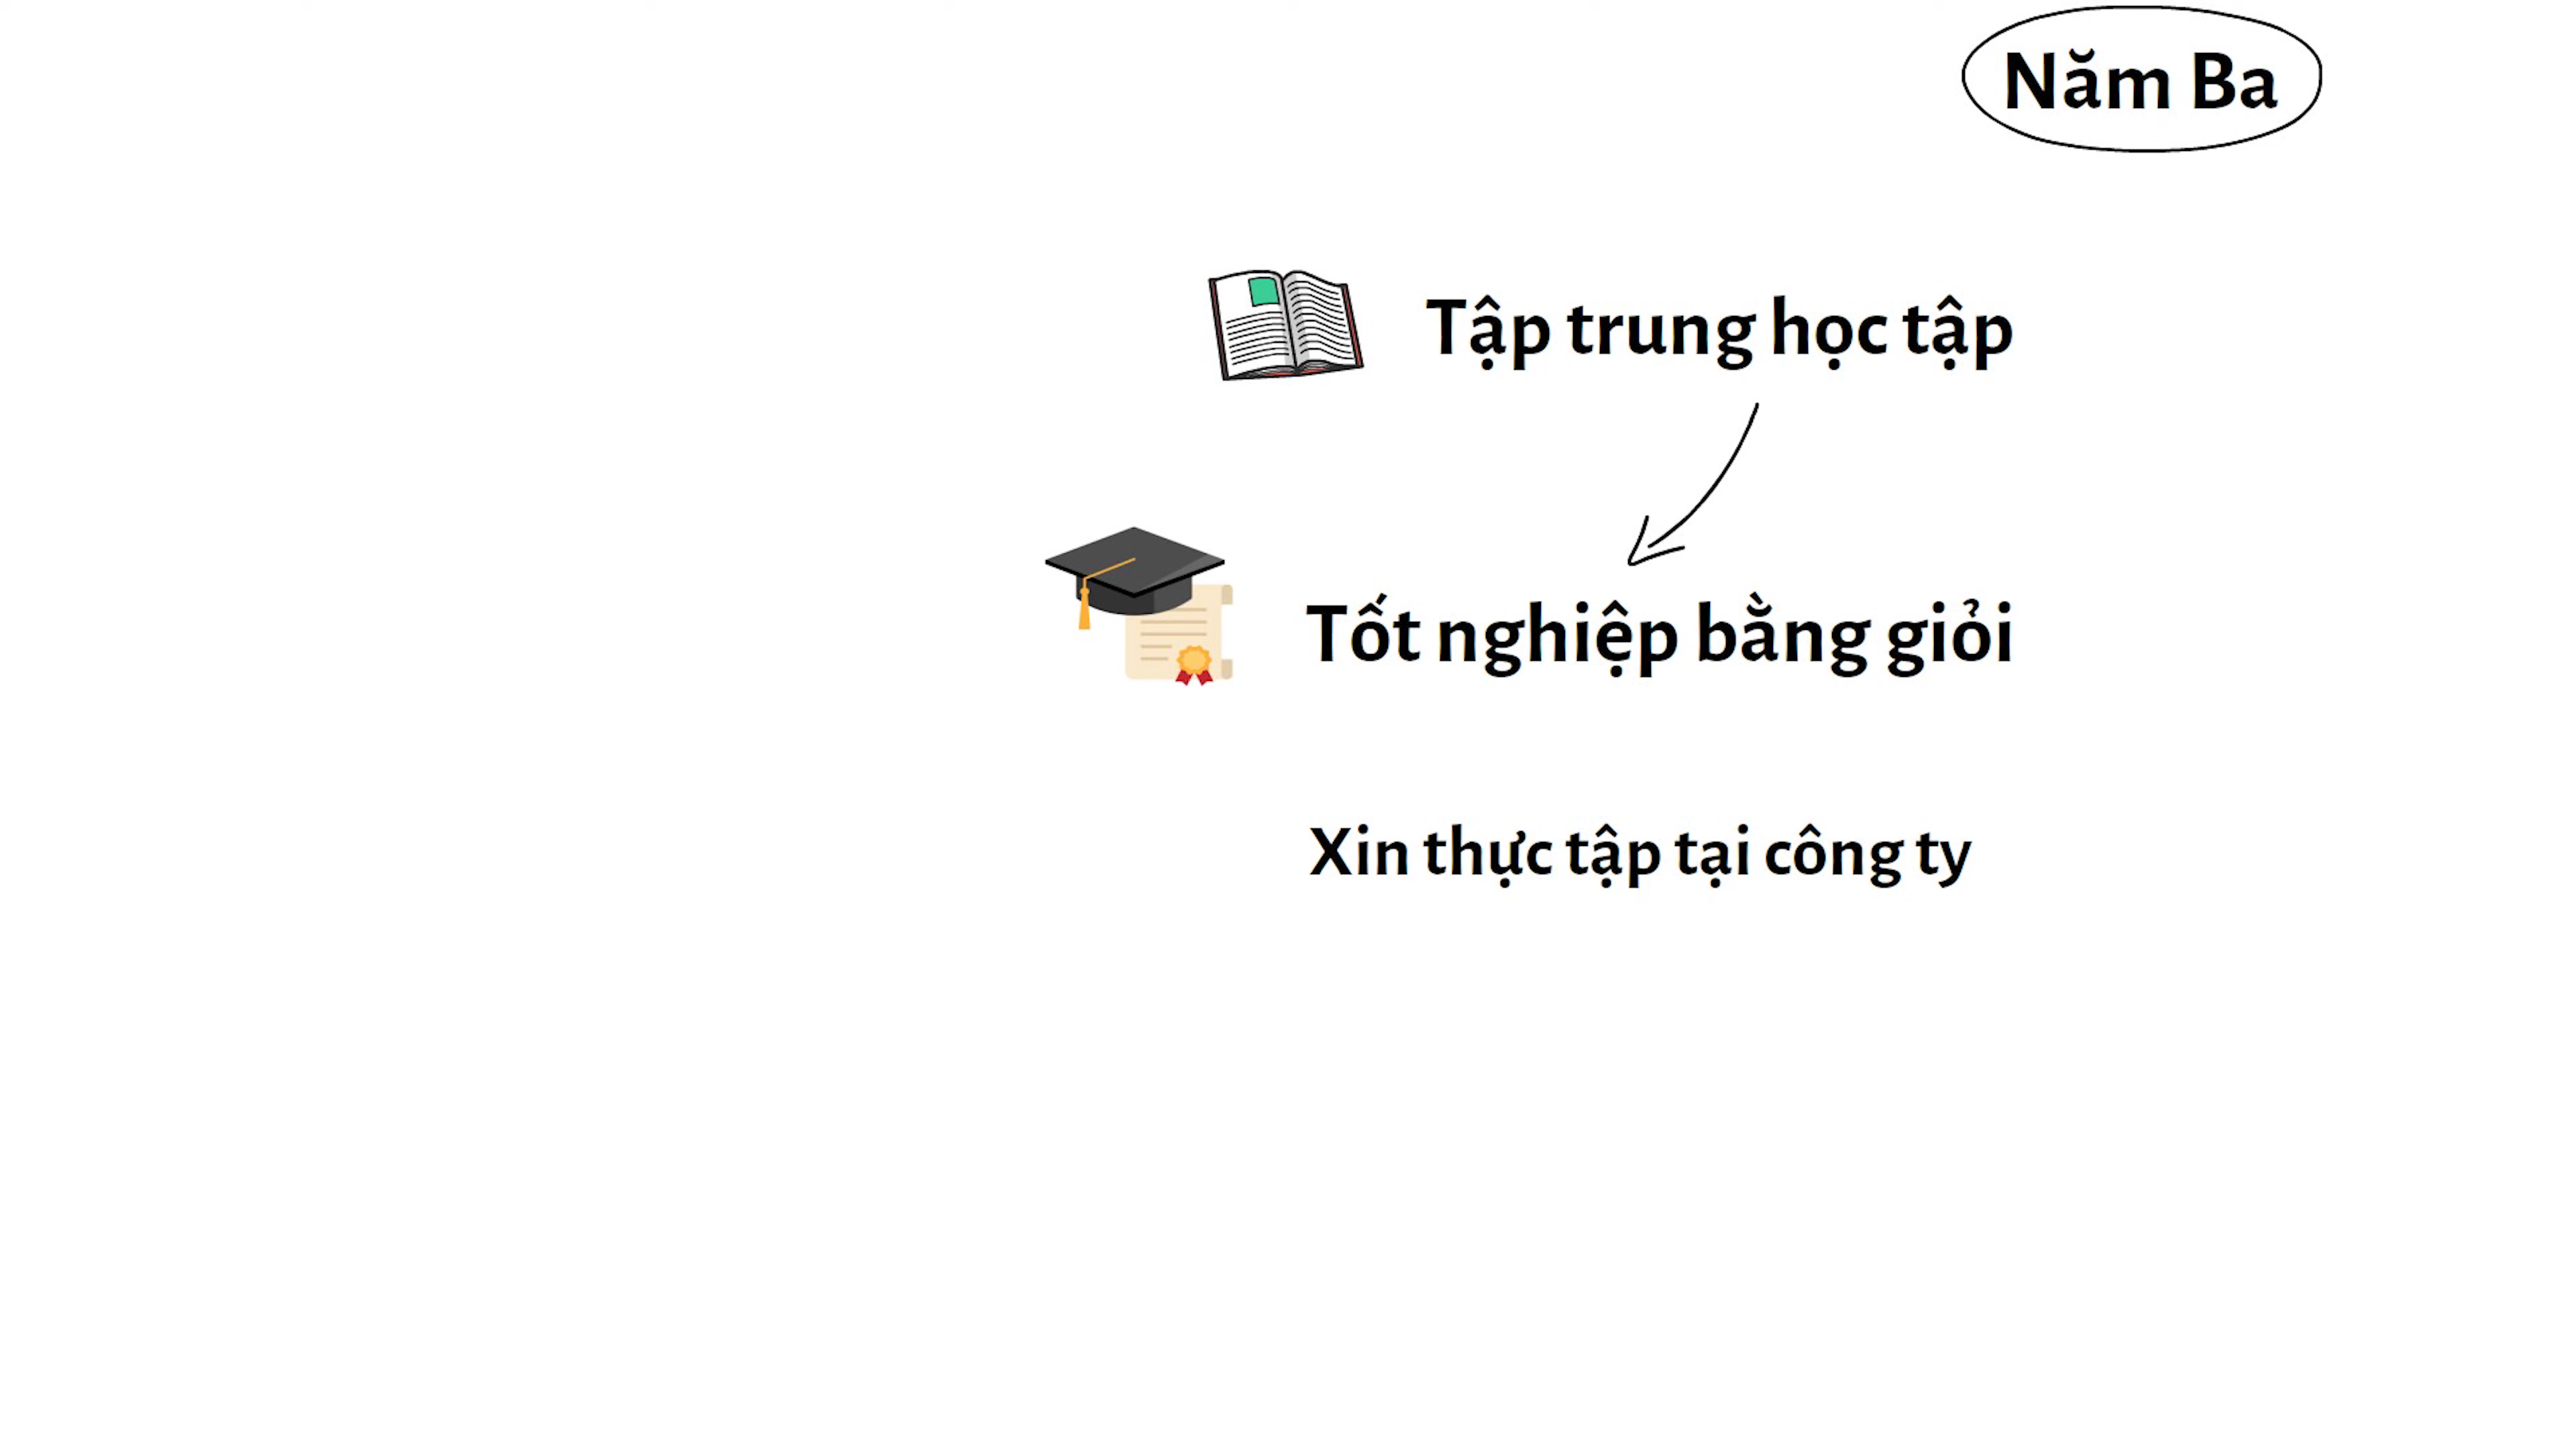 Năm Ba
Tập trung học tập
Tốt nghiệp bằng giỏi
Xin thực tập tại công ty